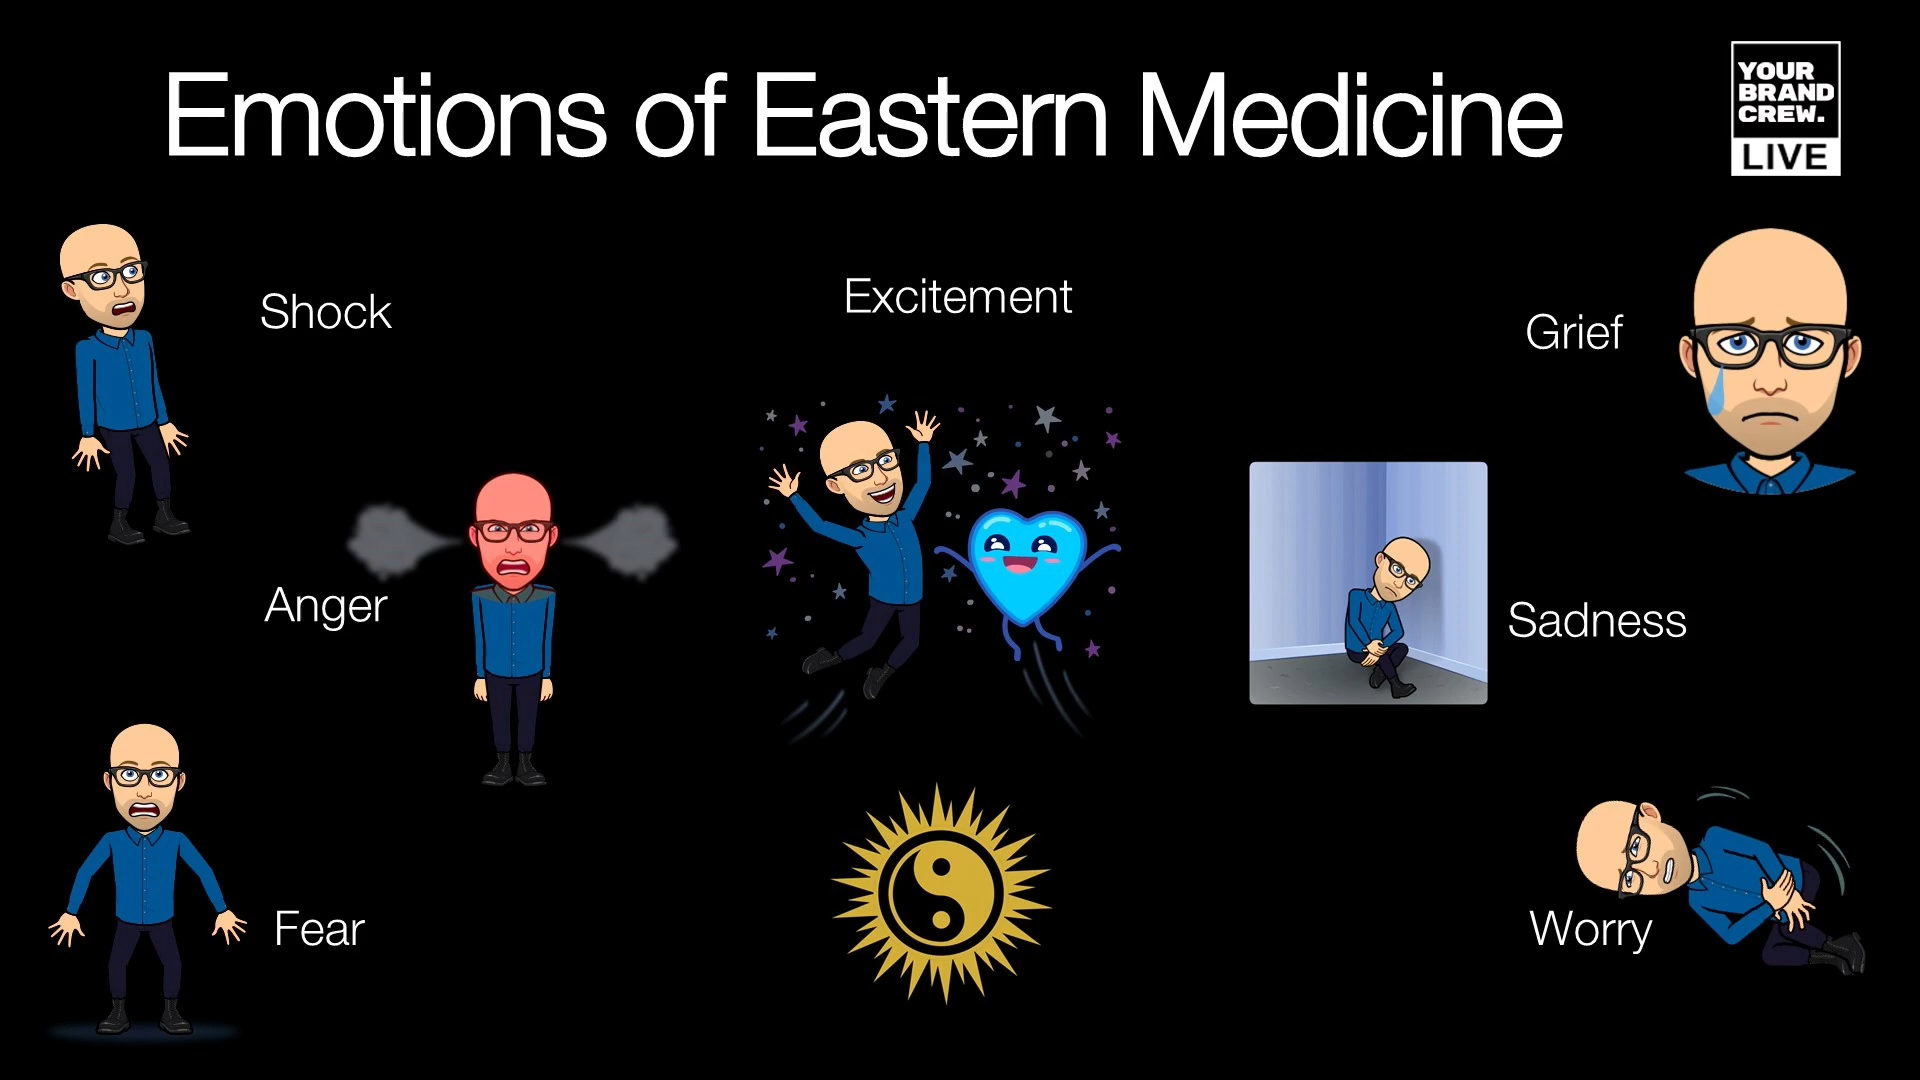 Emotions of Eastern Medicine
YOUR
BRAND
CREW.
LIVE
Shock
Excitement
Grief
Anger
Sadness
Fear
Worry